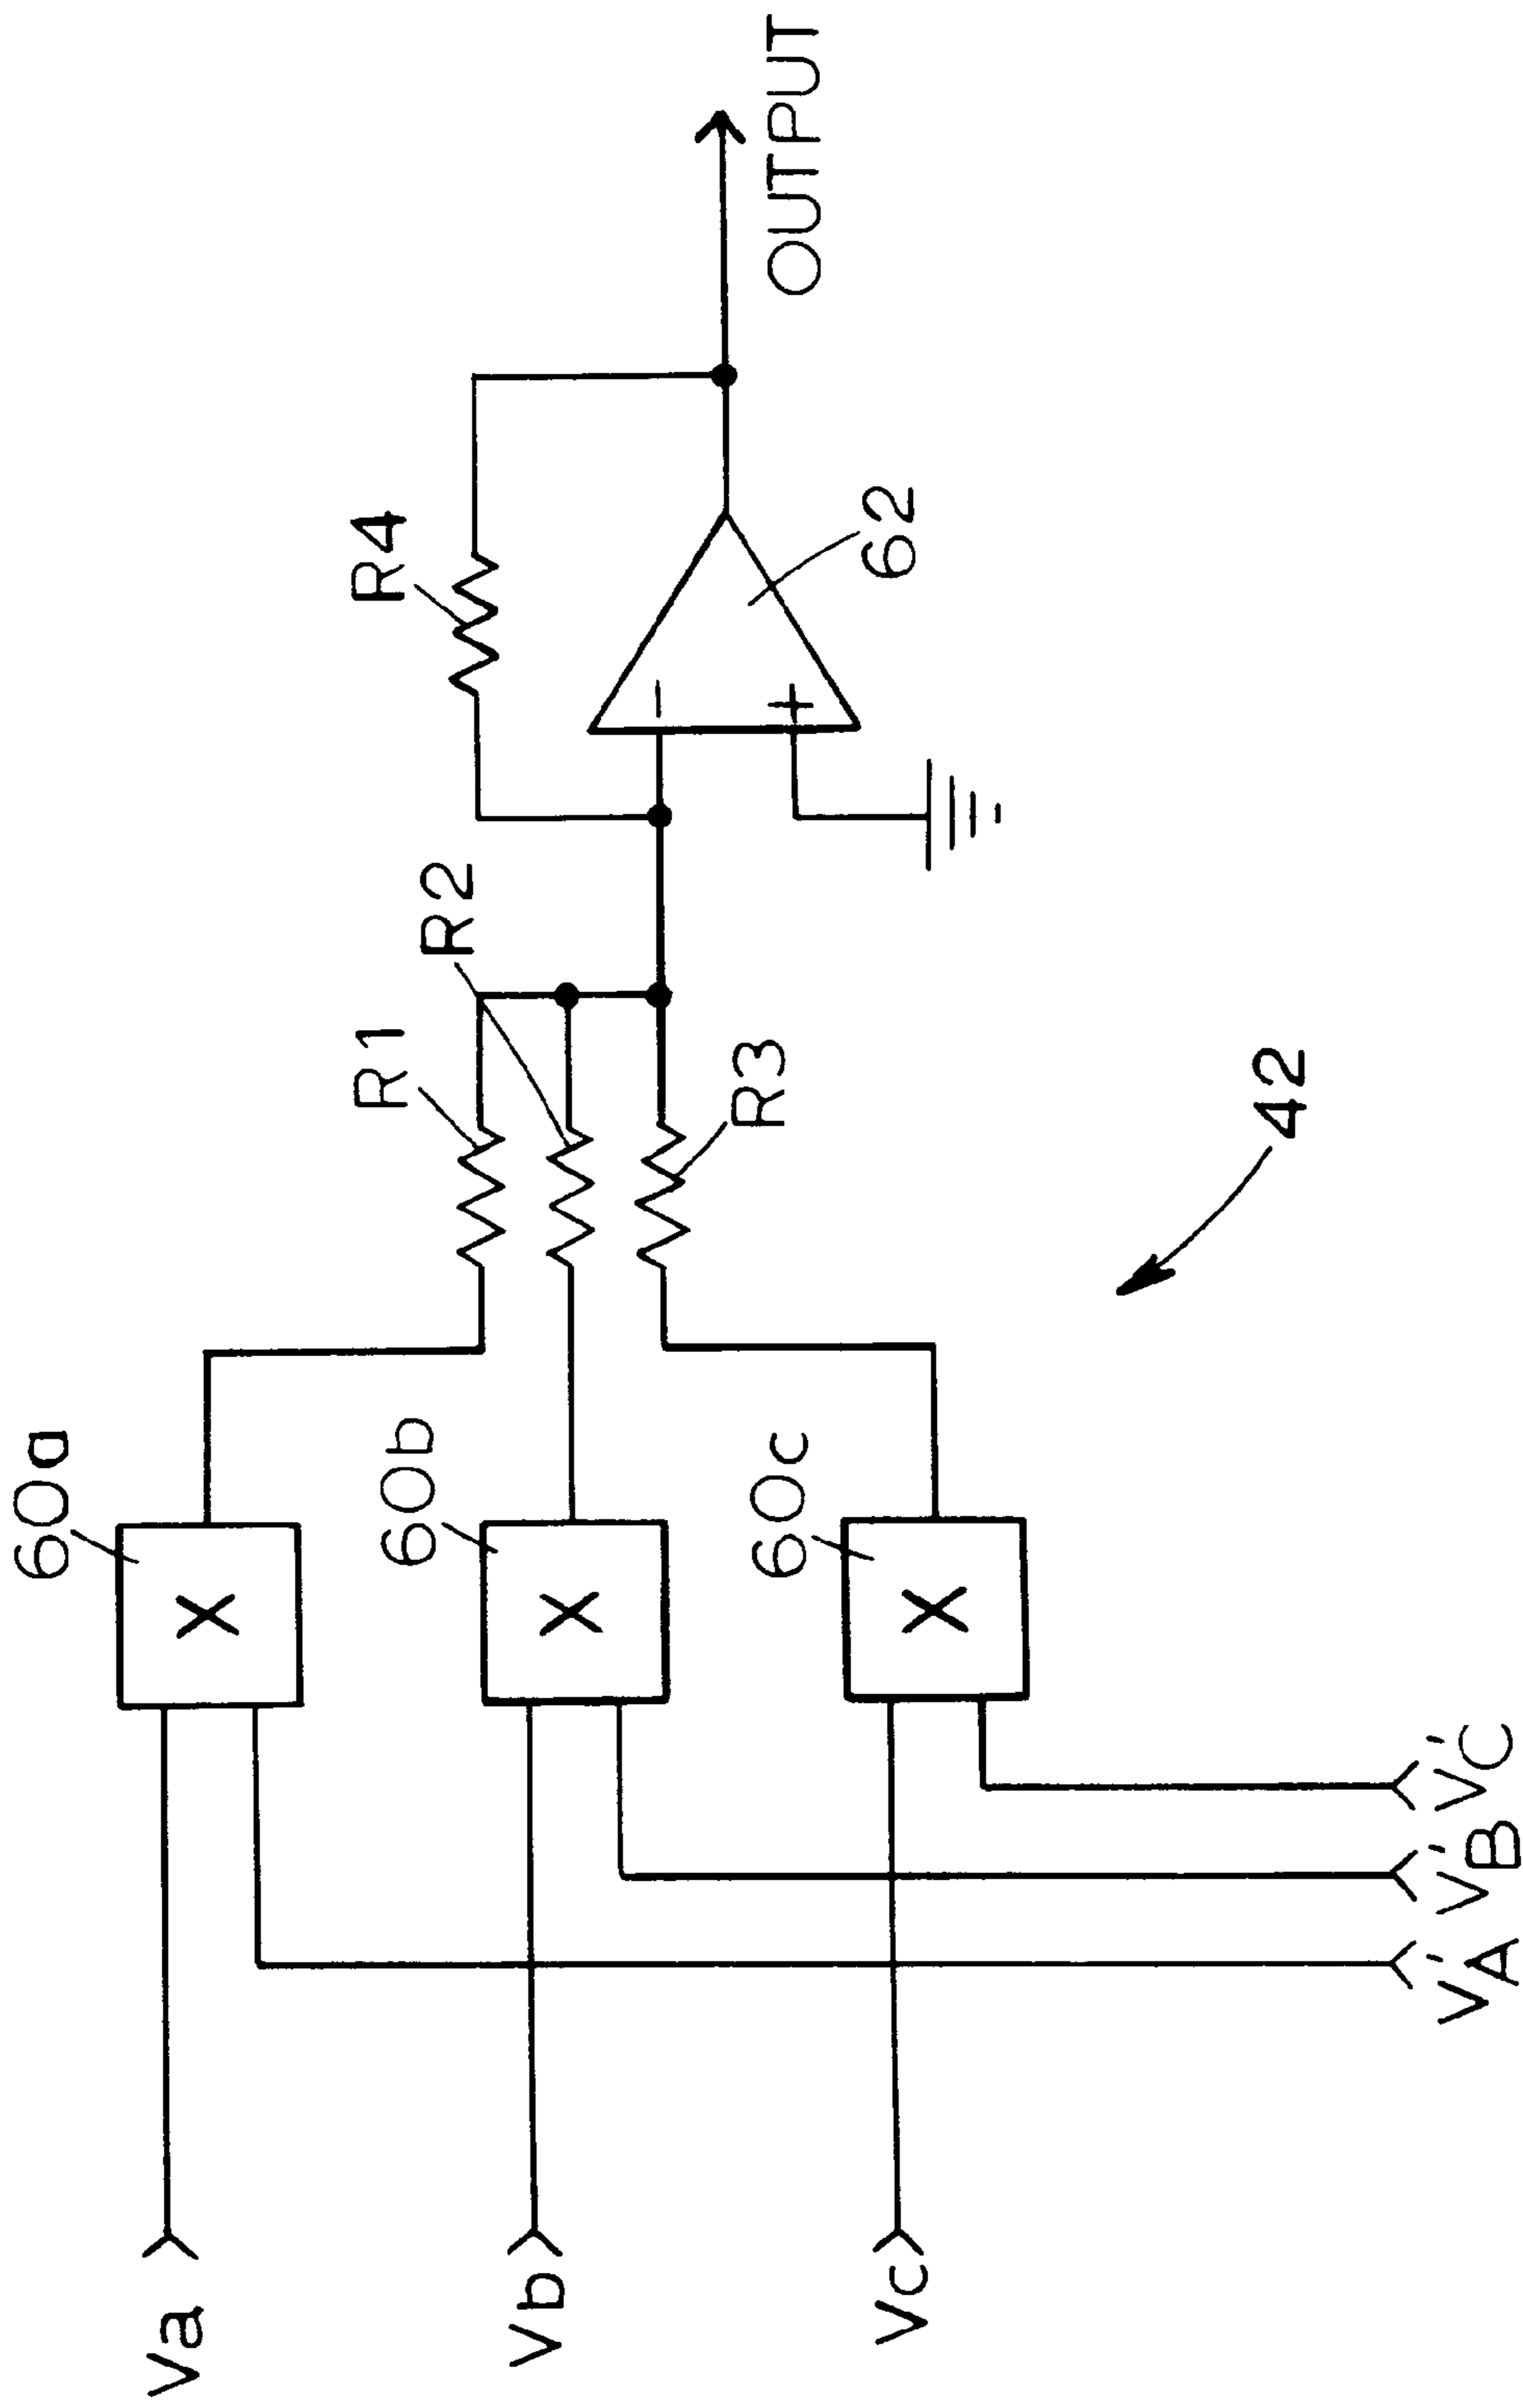 60a
X
Va
R1
R2
R4
60b
X
Vb
−
+
62
OUTPUT
60c
X
Vc
R3
42
V'A
V'B
V'C